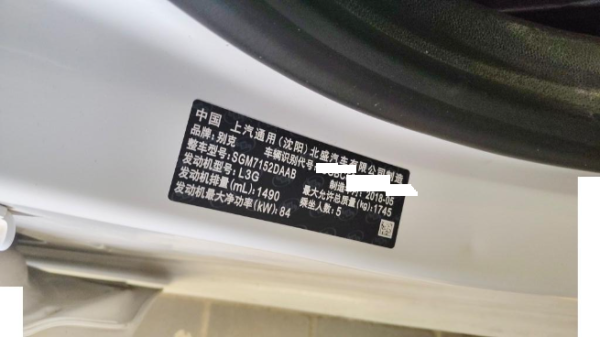 中国 上汽通用(沈阳)北盛汽车有限公司制造
品牌:别克 车辆识别代号:
整车型号:SGM7152DAAB
发动机型号:L3G 制造年月:2018-05
发动机排量(mL):1490 最大允许总质量(kg):1745
发动机最大净功率(kW):84 乘坐人数:5